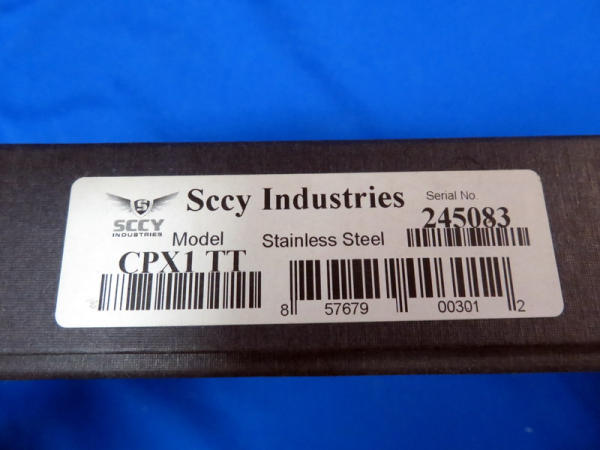 Sccy Industries
Serial No.
245083
SCCY
INDUSTRIES
Model
Stainless Steel
CPX1 TT
8 57679 00301 2